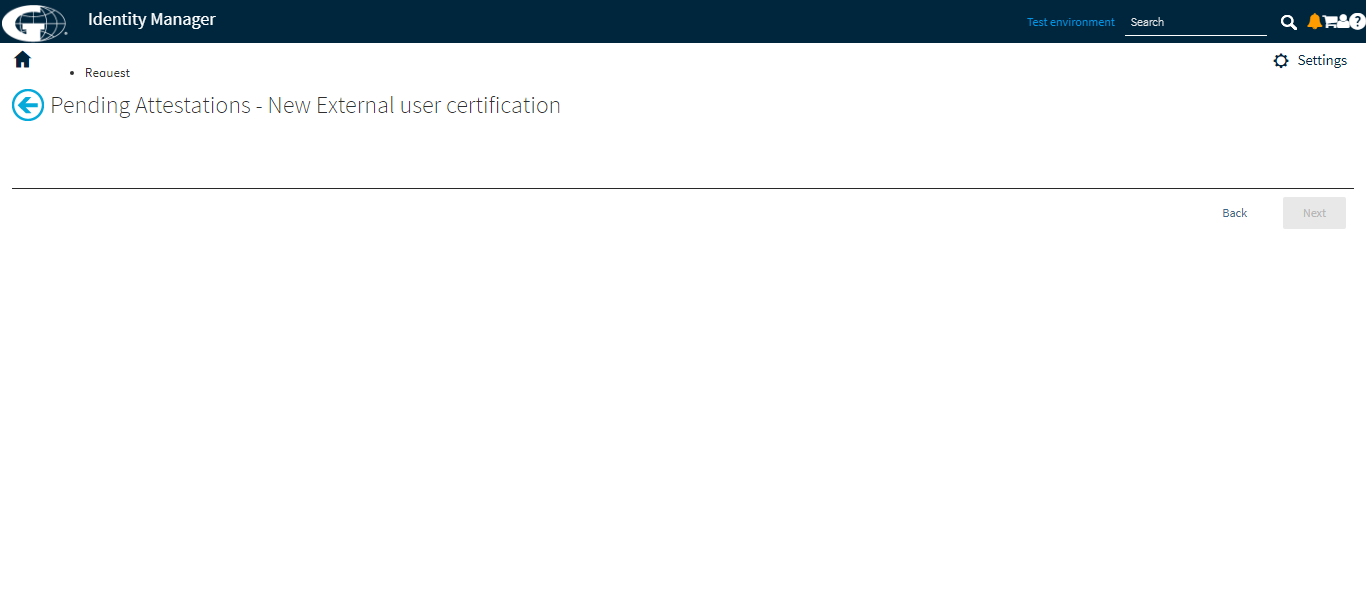 Identity Manager
Test environment
Search
Request
Settings
Pending Attestations - New External user certification
Back
Next